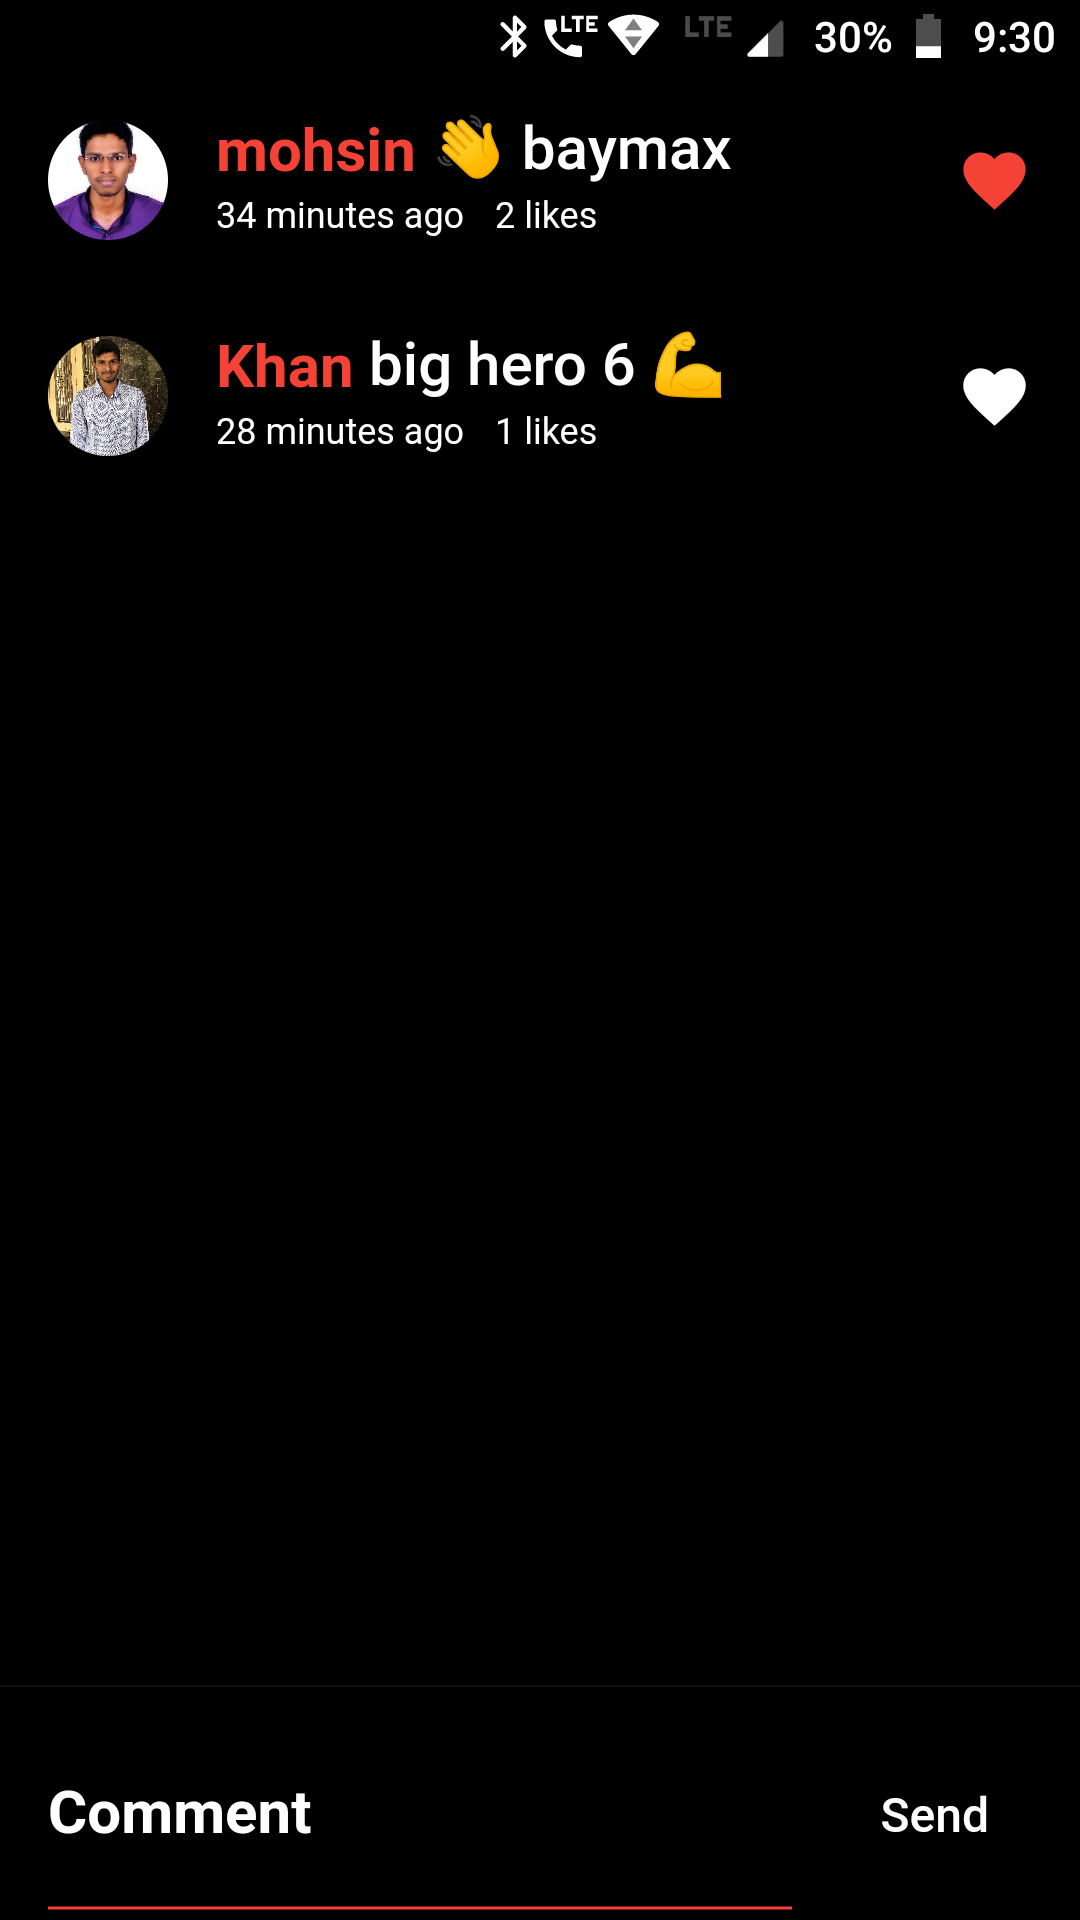 LTE LTE 30% 9:30
mohsin 👋 baymax
34 minutes ago 2 likes
Khan big hero 6 💪
28 minutes ago 1 likes
Comment Send